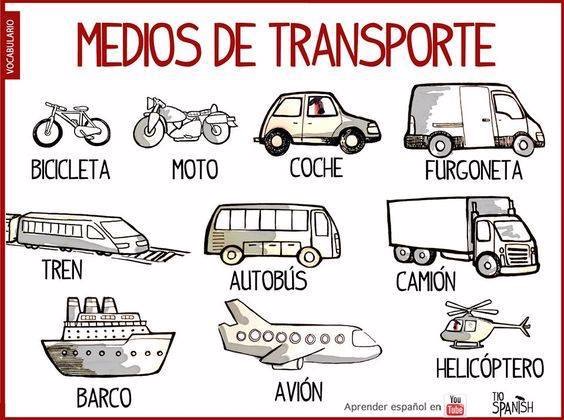 VOCABULARIO
MEDIOS DE TRANSPORTE
BICICLETA
MOTO
COCHE
FURGONETA
TREN
AUTOBÚS
CAMIÓN
BARCO
AVIÓN
HELICÓPTERO
Aprender español en You Tube
TIO SPANISH